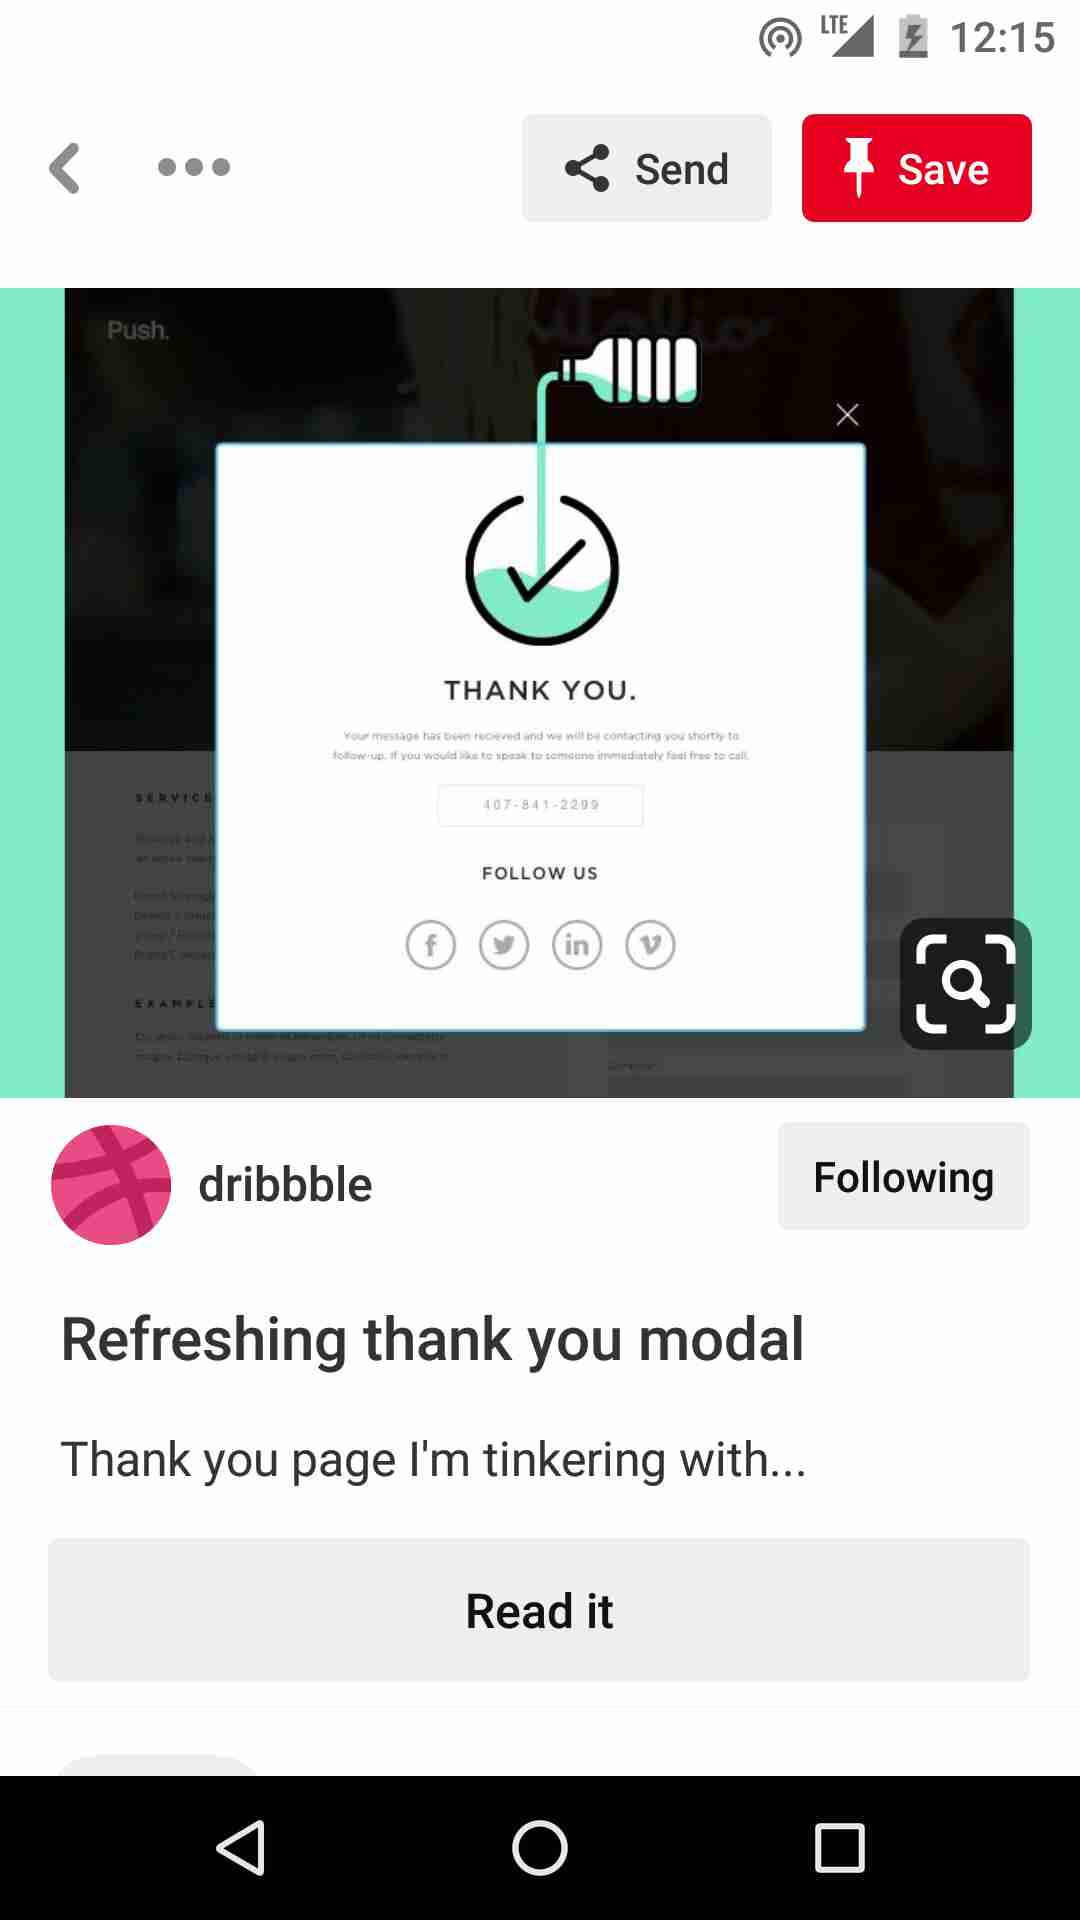 LTE 12:15
Send Save
Push.
THANK YOU.
Your message has been recieved and we will be contacting you shortly to
follow-up. If you would like to speak to someone immediately feel free to call.
407-841-2299
SERVICE
FOLLOW US
EXAMPLE
dribbble
Following
Refreshing thank you modal
Thank you page I'm tinkering with...
Read it